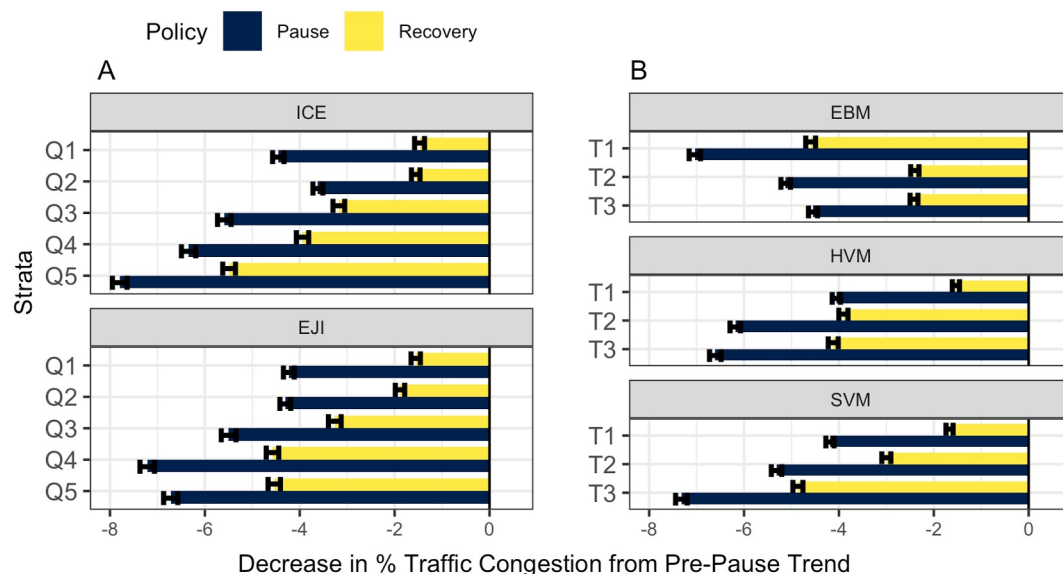 Policy Pause Recovery
A
B
ICE
Q1
Q2
Q3
Q4
Q5
EJI
Q1
Q2
Q3
Q4
Q5
-8 -6 -4 -2 0
EBM
T1
T2
T3
HVM
T1
T2
T3
SVM
T1
T2
T3
-8 -6 -4 -2 0
Strata
Decrease in % Traffic Congestion from Pre-Pause Trend